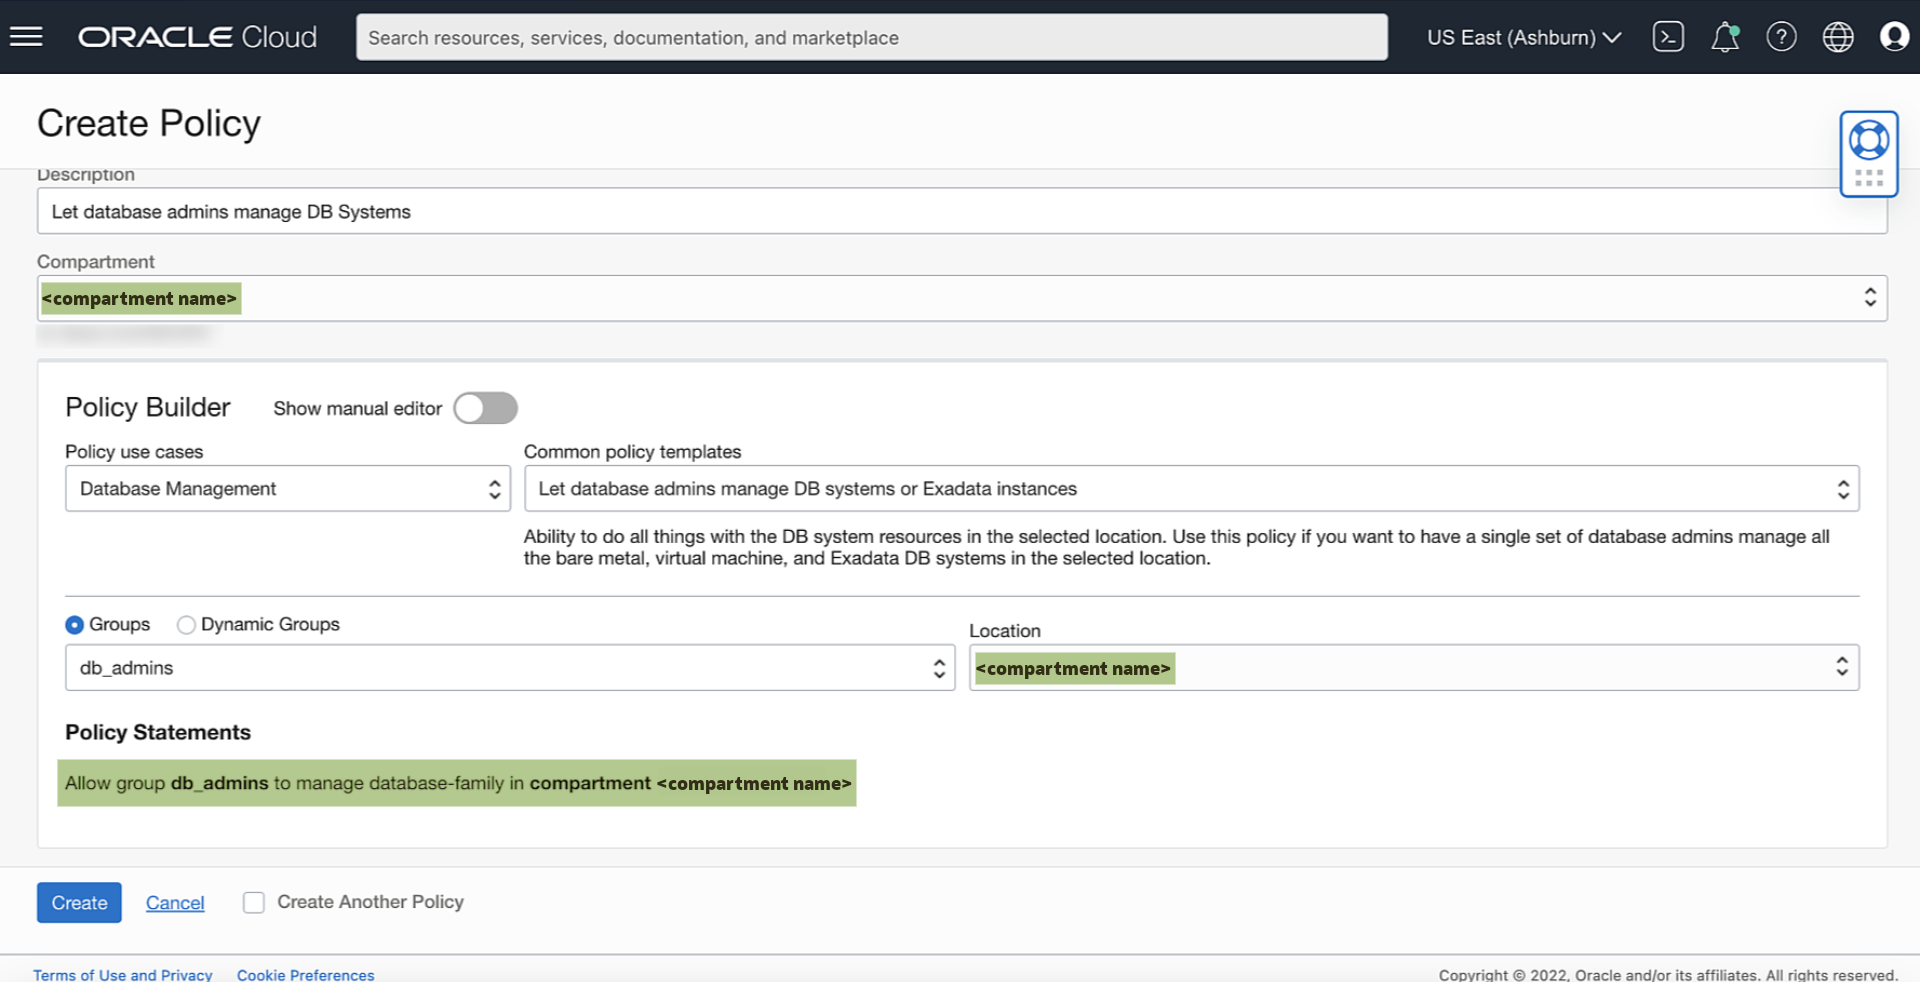 ORACLE Cloud
Search resources, services, documentation, and marketplace
US East (Ashburn)
Create Policy
Description
Let database admins manage DB Systems
Compartment
<compartment name>
Policy Builder
Show manual editor
Policy use cases
Common policy templates
Database Management
Let database admins manage DB systems or Exadata instances
Ability to do all things with the DB system resources in the selected location. Use this policy if you want to have a single set of database admins manage all
the bare metal, virtual machine, and Exadata DB systems in the selected location.
Groups
Dynamic Groups
Location
db_admins
<compartment name>
Policy Statements
Allow group db_admins to manage database-family in compartment <compartment name>
Create
Cancel
Create Another Policy
Terms of Use and Privacy
Cookie Preferences
Copyright © 2022, Oracle and/or its affiliates. All rights reserved.